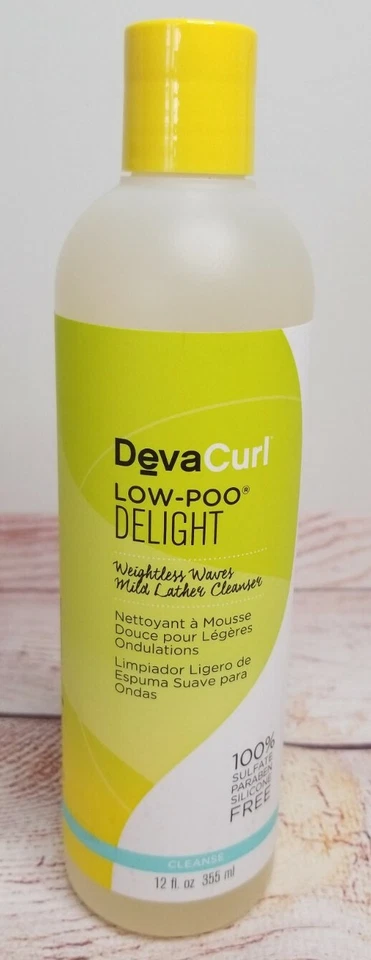 DevaCurl™
LOW-POO®
DELIGHT
Weightless Waves
Mild Lather Cleanser
Nettoyant à Mousse
Douce pour Légères
Ondulations
Limpiador Ligero de
Espuma Suave para
Ondas
100%
SULFATE
PARABEN
SILICONE
FREE
CLEANSE
12 fl. oz 355 ml